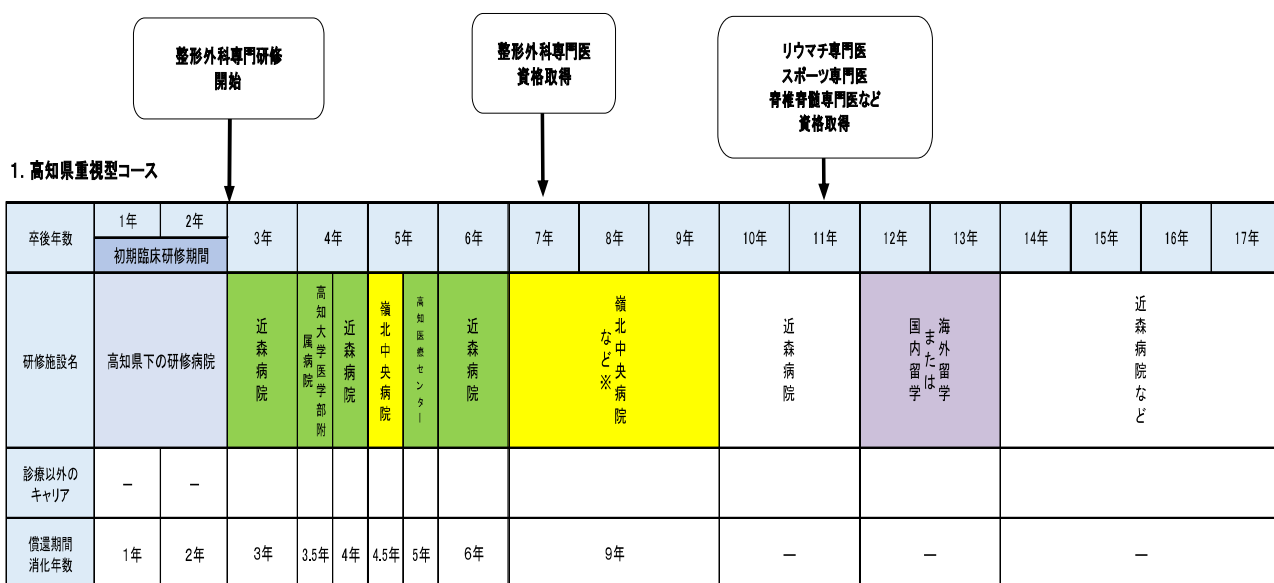 整形外科専門研修
開始
整形外科専門医
資格取得
リウマチ専門医
スポーツ専門医
脊椎脊髄専門医など
資格取得
1. 高知県重視型コース
卒後年数
1年
2年
初期臨床研修期間
3年
4年
5年
6年
7年
8年
9年
10年
11年
12年
13年
14年
15年
16年
17年
研修施設名
高知県下の研修病院
近森病院
高知大学医学部附
属病院
近森病院
嶺北中央病院
高知医療センター
近森病院
嶺北中央病院
など※
近森病院
海外留学
または
国内留学
近森病院など
診療以外の
キャリア
－
－
償還期間
消化年数
1年
2年
3年
3.5年
4年
4.5年
5年
6年
9年
－
－
－